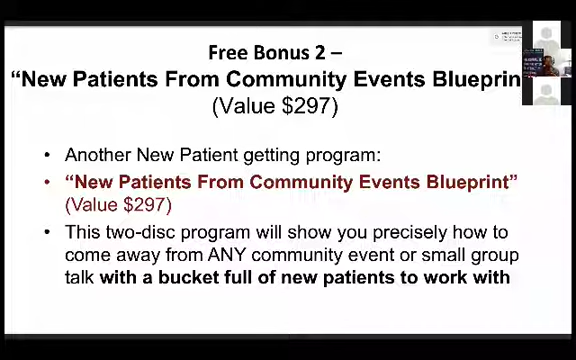 Free Bonus 2 –
“New Patients From Community Events Blueprin
(Value $297)
• Another New Patient getting program:
• “New Patients From Community Events Blueprint”
(Value $297)
• This two-disc program will show you precisely how to
come away from ANY community event or small group
talk with a bucket full of new patients to work with